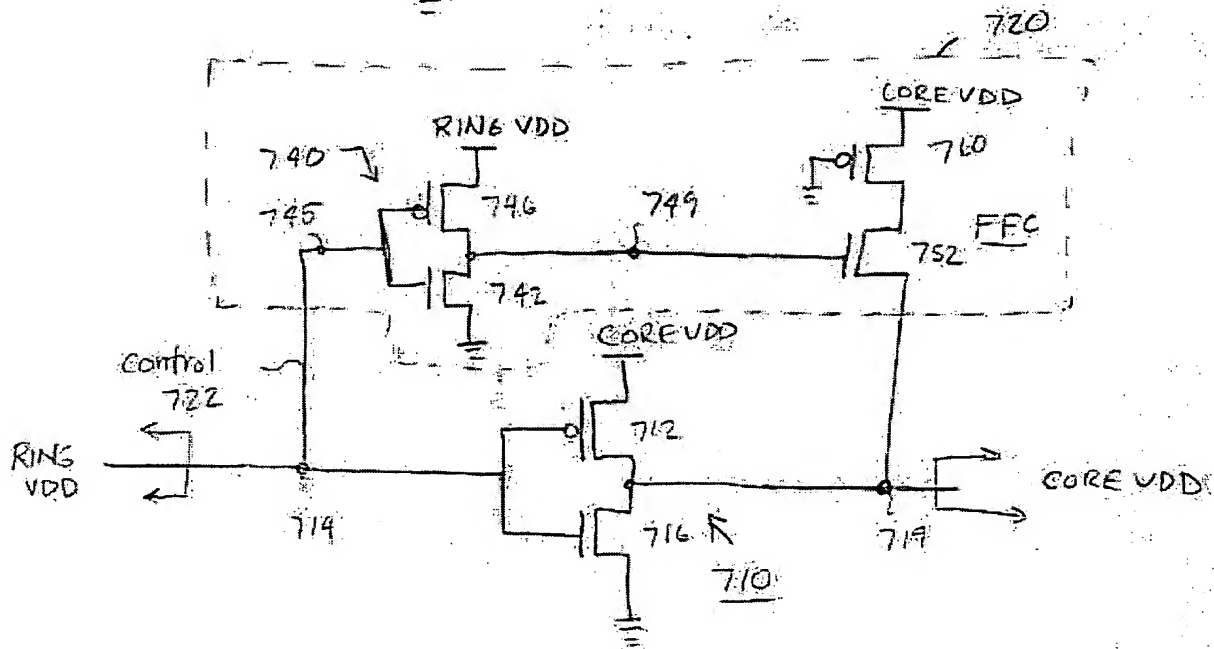 720
CORE VDD
RING VDD
740
760
745
746
749
FFC
752
742
CORE VDD
Control
722
712
RING
VDD
CORE VDD
714
716
719
710